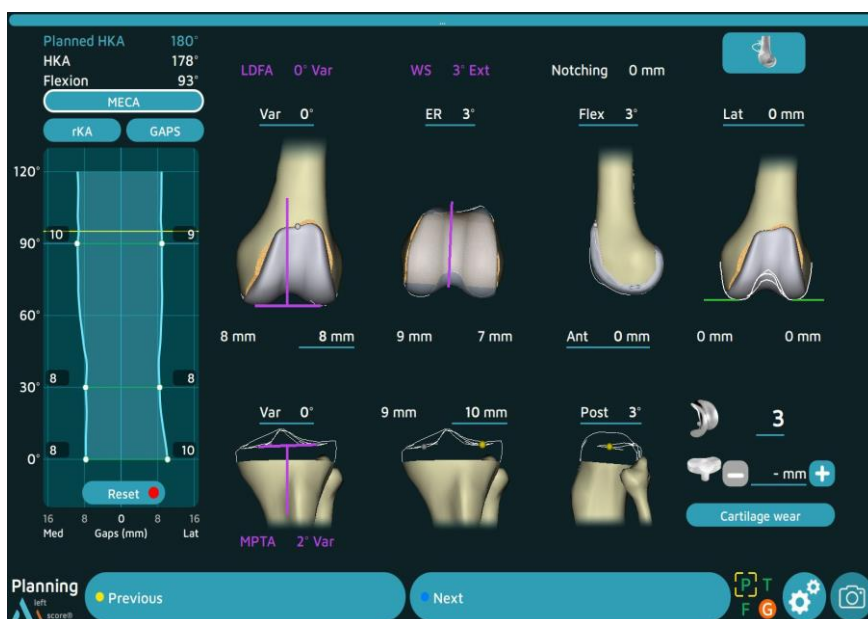 ...
Planned HKA 180°
HKA 178°
Flexion 93°
MECA
rKA GAPS
LDFA 0° Var
WS 3° Ext
Notching 0 mm
Var 0°
ER 3°
Flex 3°
Lat 0 mm
120°
90°
60°
30°
0°
10 9
8 8
8 10
Reset
16 8 0 8 16
Med Gaps (mm) Lat
8 mm 8 mm
9 mm 7 mm
Ant 0 mm
0 mm 0 mm
Var 0°
9 mm 10 mm
Post 3°
MPTA 2° Var
3
- mm
Cartilage wear
Planning
left
score®
Previous
Next
P T
F G